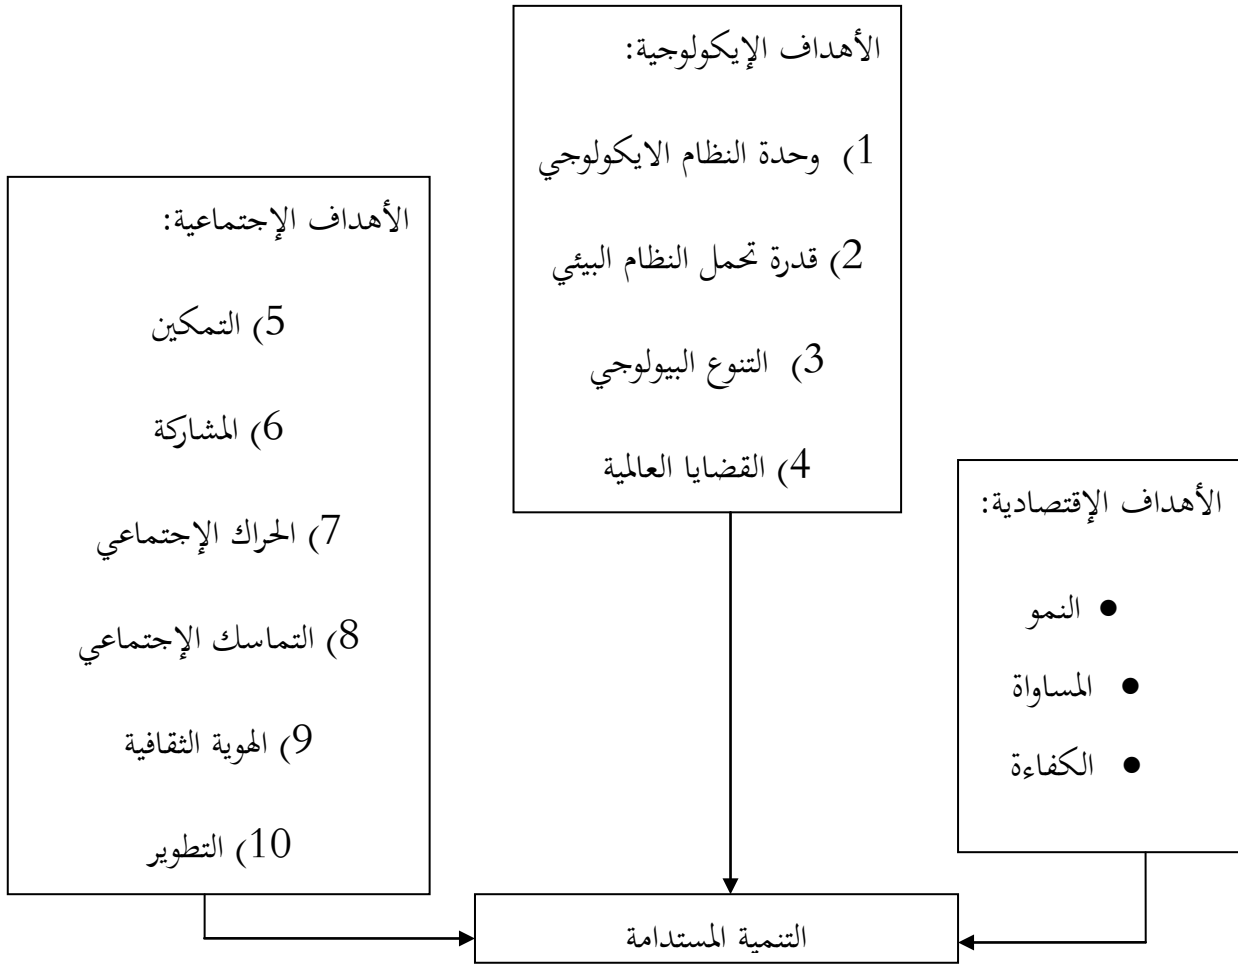 الأهداف الإيكولوجية:
1) وحدة النظام الايكولوجي
2) قدرة تحمل النظام البيئي
3) التنوع البيولوجي
4) القضايا العالمية
الأهداف الإجتماعية:
5) التمكين
6) المشاركة
7) الحراك الإجتماعي
8) التماسك الإجتماعي
9) الهوية الثقافية
10) التطوير
الأهداف الإقتصادية:
● النمو
● المساواة
● الكفاءة
التنمية المستدامة